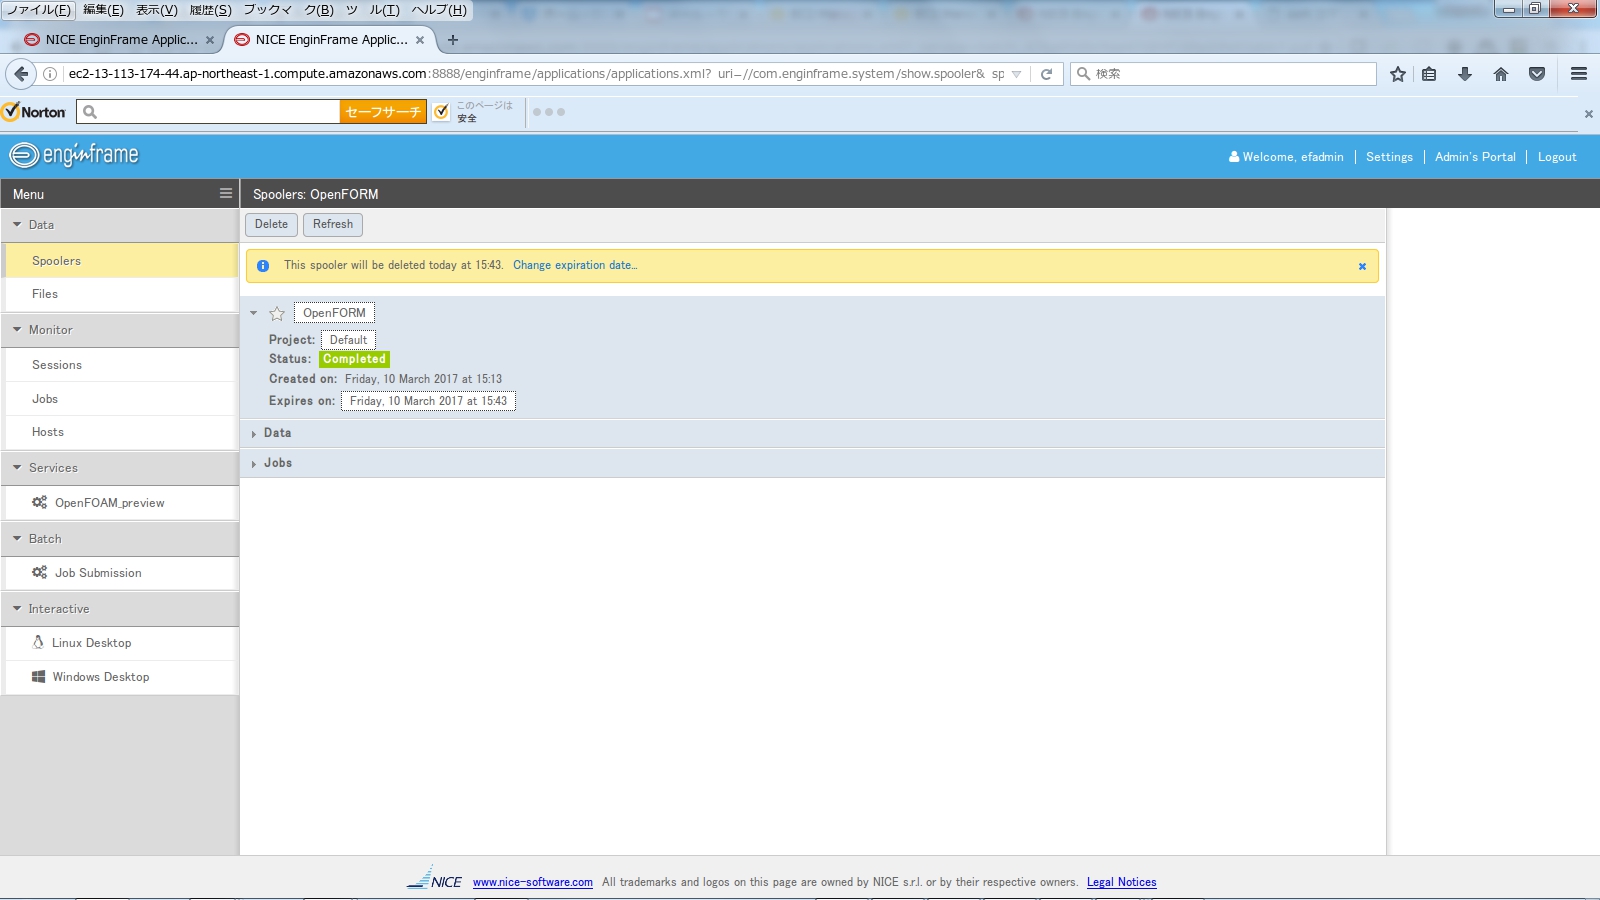 ファイル(F) 編集(E) 表示(V) 履歴(S) ブックマ ク(B) ツ ル(T) ヘルプ(H)
NICE EnginFrame Applic... × NICE EnginFrame Applic... × +
ec2-13-113-174-44.ap-northeast-1.compute.amazonaws.com:8888/enginframe/applications/applications.xml?_uri=//com.enginframe.system/show.spooler&_sp
検索
Norton セーフサーチ このページは
安全
enginframe
Welcome, efadmin | Settings | Admin's Portal | Logout
Menu
Spoolers: OpenFORM
Data
Spoolers
Files
Monitor
Sessions
Jobs
Hosts
Services
OpenFOAM_preview
Batch
Job Submission
Interactive
Linux Desktop
Windows Desktop
Delete Refresh
This spooler will be deleted today at 15:43. Change expiration date...
OpenFORM
Project: Default
Status: Completed
Created on: Friday, 10 March 2017 at 15:13
Expires on: Friday, 10 March 2017 at 15:43
Data
Jobs
NICE www.nice-software.com All trademarks and logos on this page are owned by NICE s.r.l. or by their respective owners. Legal Notices